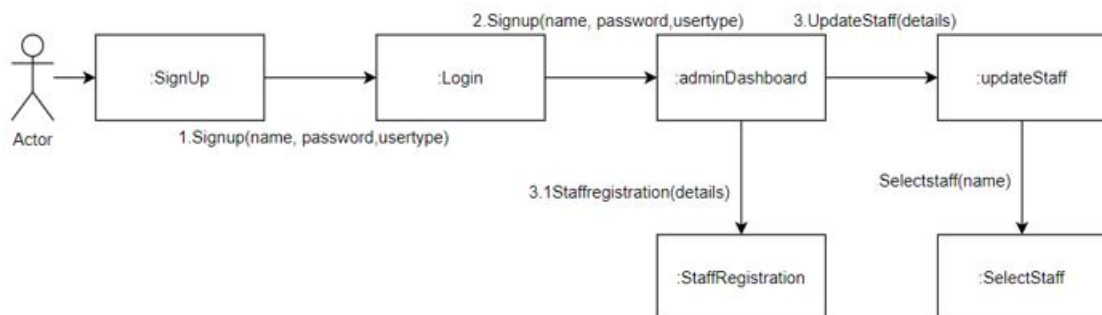 2.Signup(name, password,usertype)
3.UpdateStaff(details)
:SignUp
:Login
:adminDashboard
:updateStaff
Actor
1.Signup(name, password,usertype)
3.1Staffregistration(details)
Selectstaff(name)
:StaffRegistration
:SelectStaff